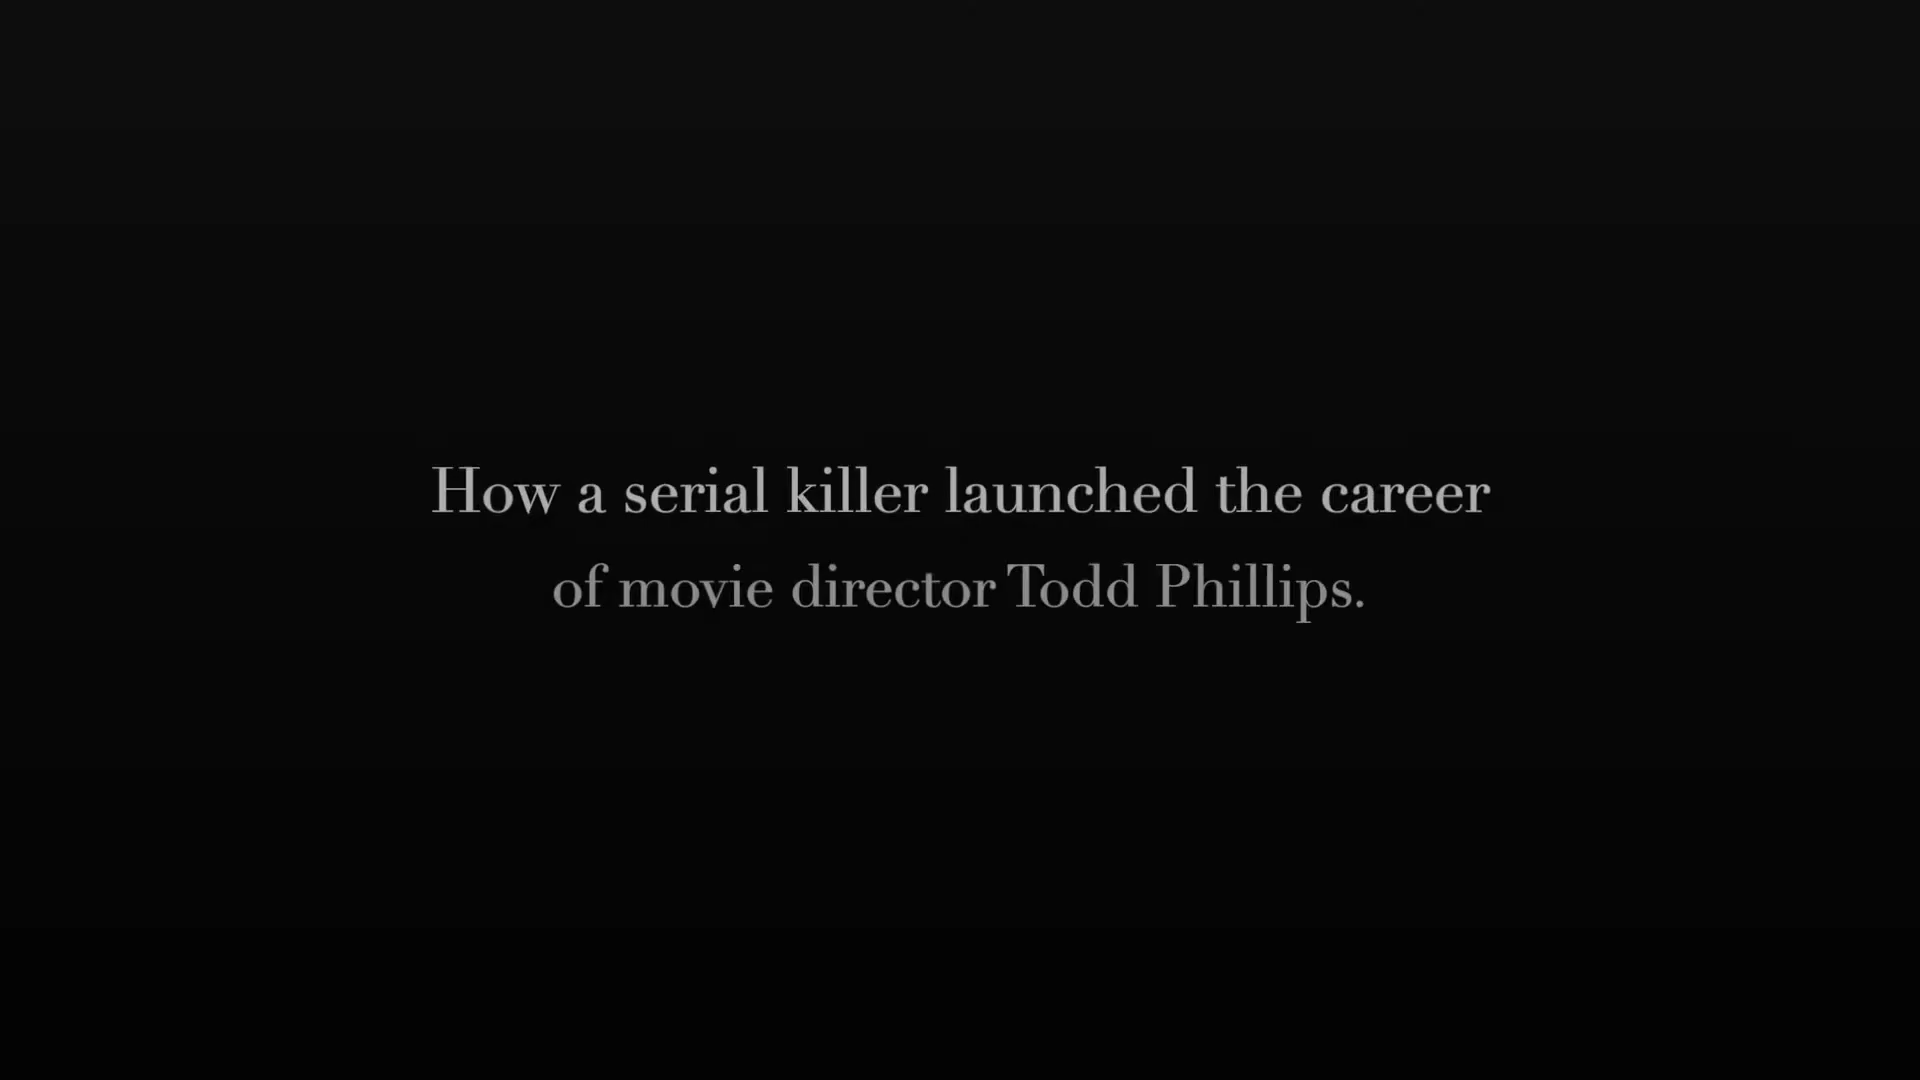 How a serial killer launched the career
of movie director Todd Phillips.